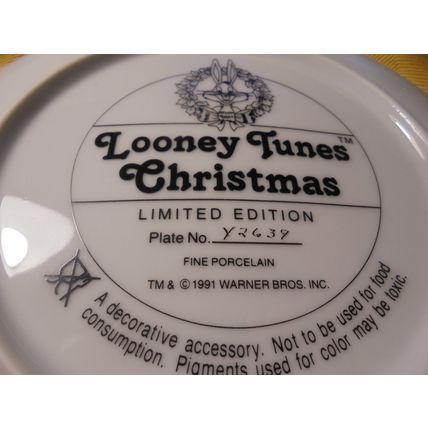 Looney Tunes™
Christmas
LIMITED EDITION
Plate No. Y2639
FINE PORCELAIN
TM & © 1991 WARNER BROS. INC.
A decorative accessory. Not to be used for food
consumption. Pigments used for color may be toxic.